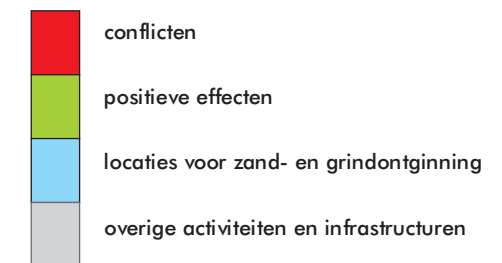 conflicten
positieve effecten
locaties voor zand- en grindontginning
overige activiteiten en infrastructuren